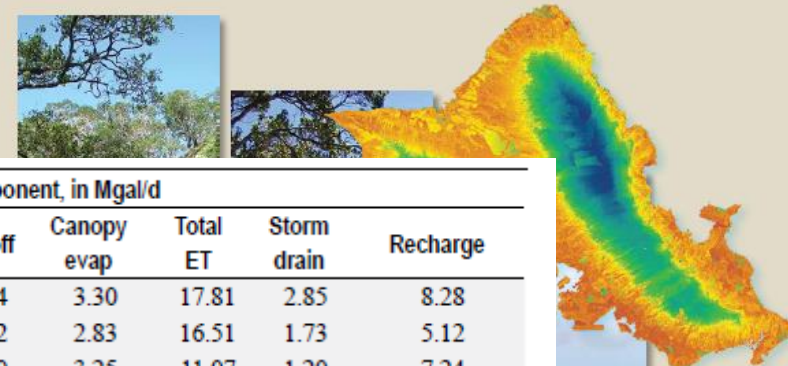 ponent, in Mgal/d
off Canopy evap Total ET Storm drain Recharge
4 3.30 17.81 2.85 8.28
2 2.83 16.51 1.73 5.12